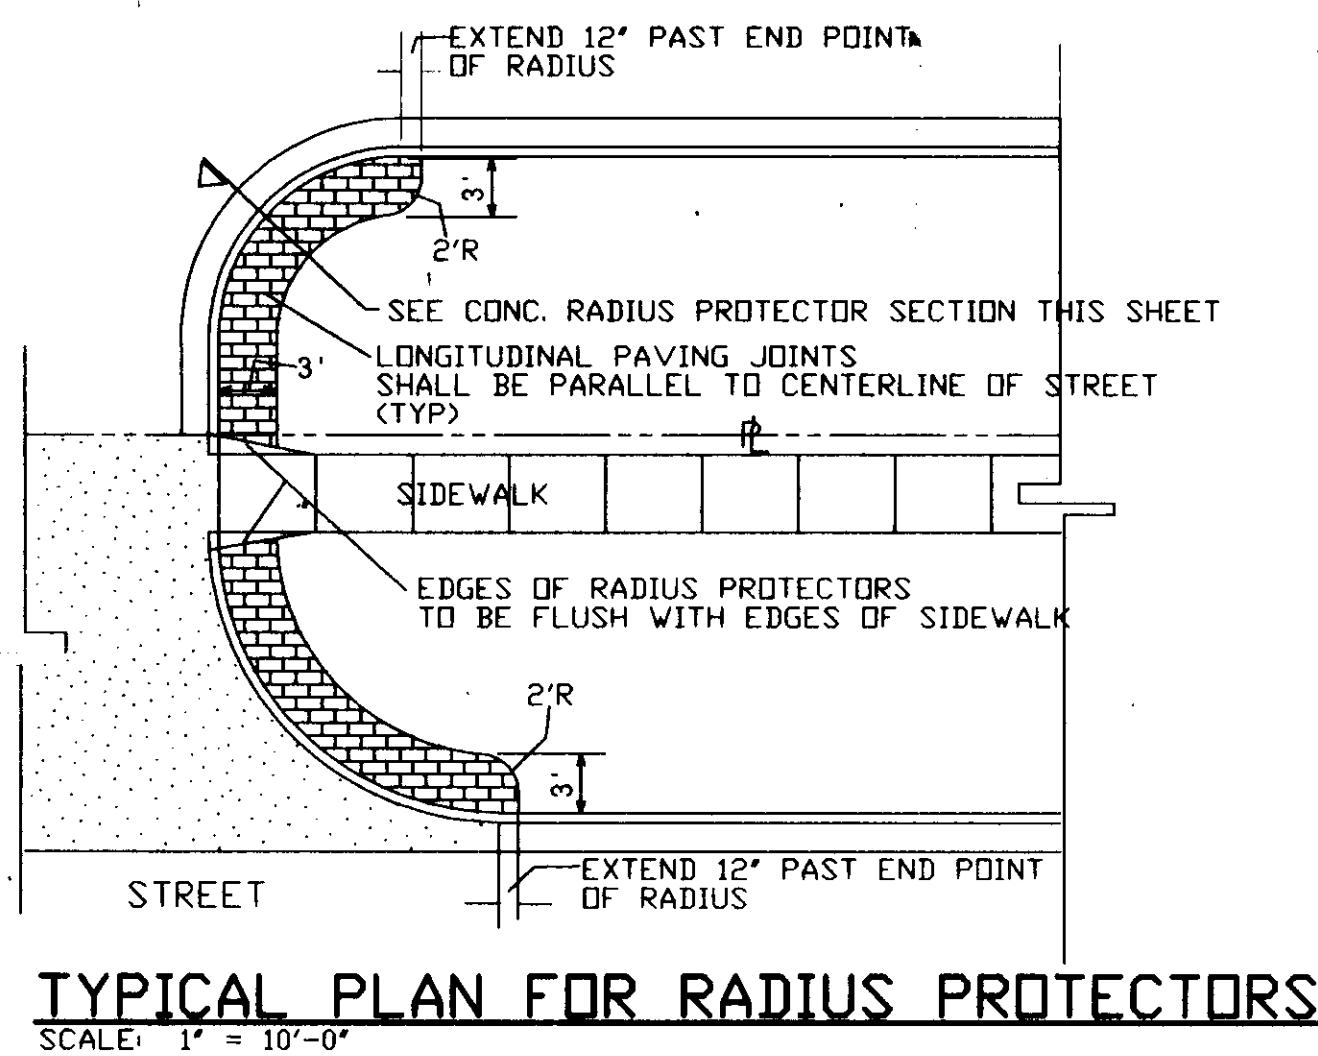 EXTEND 12" PAST END POINT
OF RADIUS
3'
2'R
SEE CONC. RADIUS PROTECTOR SECTION THIS SHEET
3'
LONGITUDINAL PAVING JOINTS
SHALL BE PARALLEL TO CENTERLINE OF STREET
(TYP)
PL
SIDEWALK
EDGES OF RADIUS PROTECTORS
TO BE FLUSH WITH EDGES OF SIDEWALK
2'R
3'
EXTEND 12" PAST END POINT
OF RADIUS
STREET
TYPICAL PLAN FOR RADIUS PROTECTORS
SCALE: 1" = 10'-0"